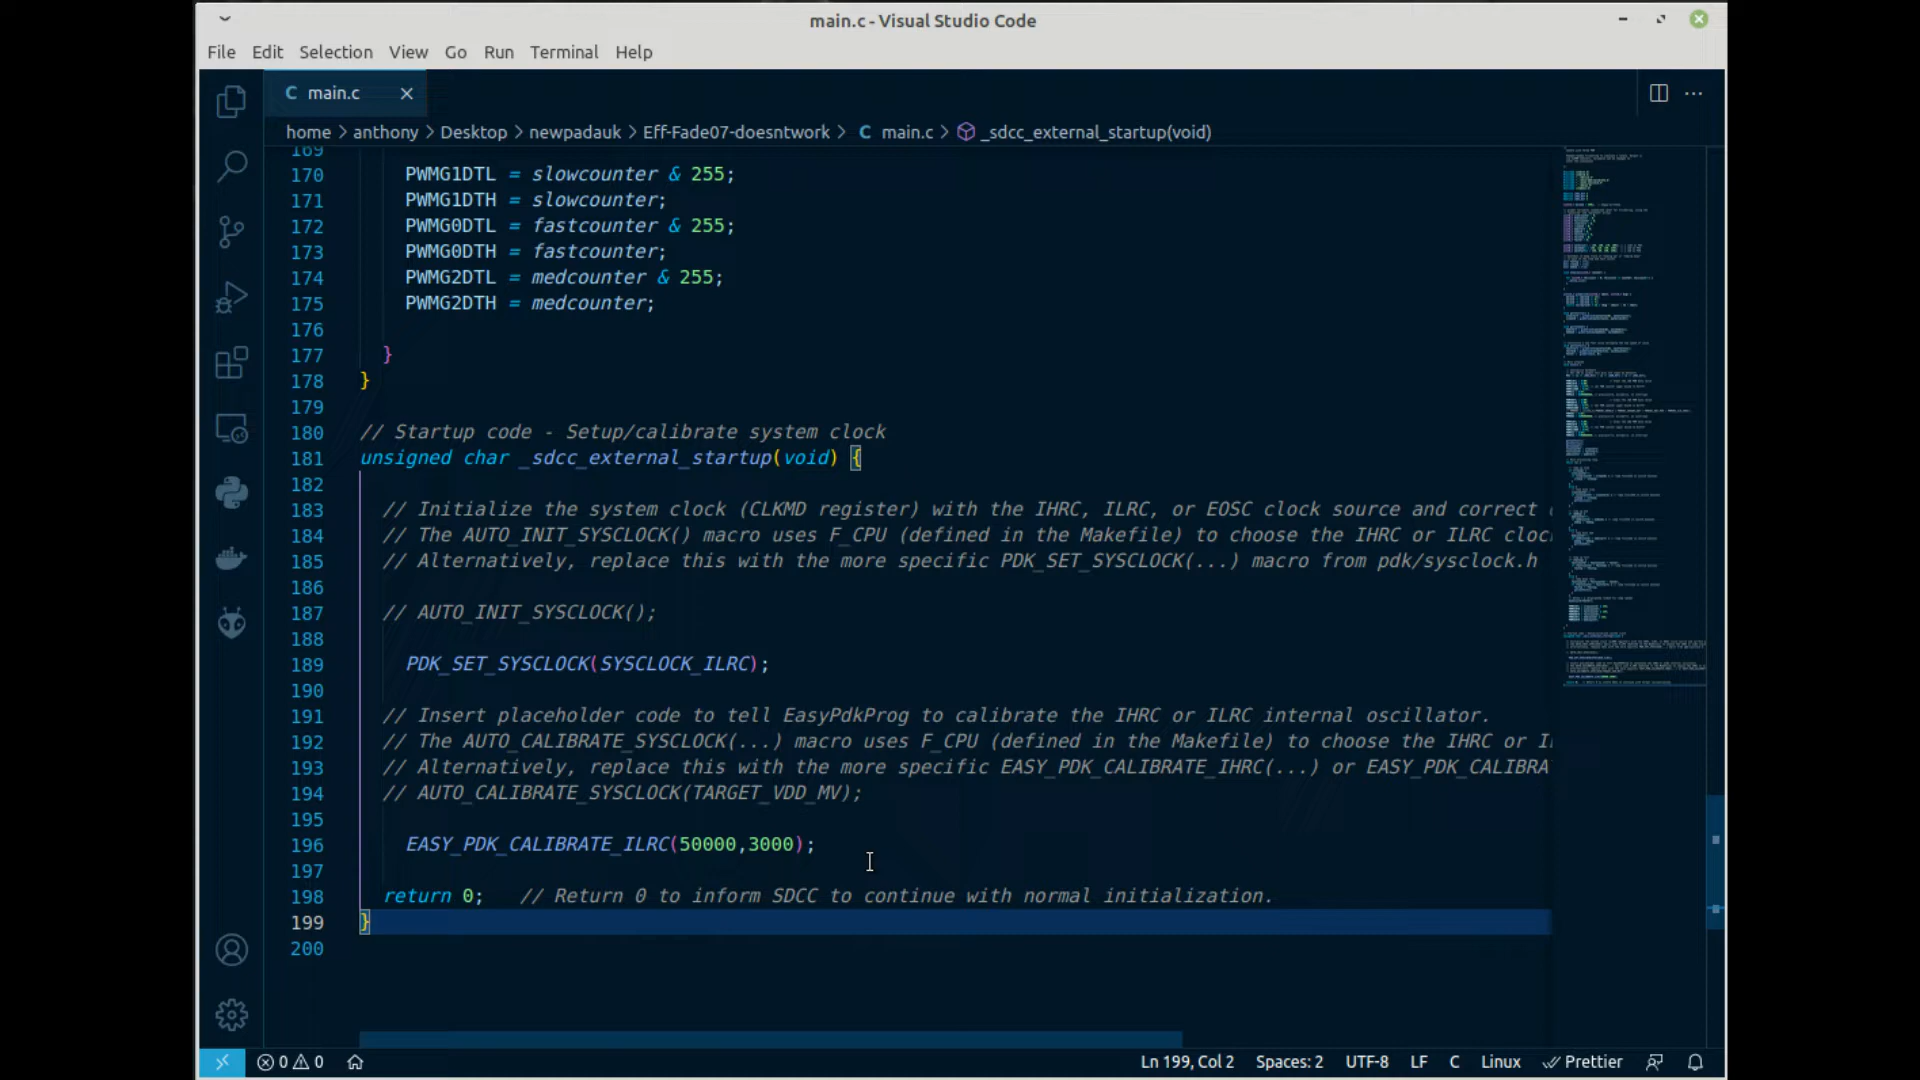 main.c - Visual Studio Code
File Edit Selection View Go Run Terminal Help
C main.c
home > anthony > Desktop > newpadauk > Eff-Fade07-doesntwork > C main.c > _sdcc_external_startup(void)
169
170 PWMG1DTL = slowcounter & 255;
171 PWMG1DTH = slowcounter;
172 PWMG0DTL = fastcounter & 255;
173 PWMG0DTH = fastcounter;
174 PWMG2DTL = medcounter & 255;
175 PWMG2DTH = medcounter;
176
177 }
178 }
179
180 // Startup code - Setup/calibrate system clock
181 unsigned char _sdcc_external_startup(void) {
182
183 // Initialize the system clock (CLKMD register) with the IHRC, ILRC, or EOSC clock source and correct
184 // The AUTO_INIT_SYSCLOCK() macro uses F_CPU (defined in the Makefile) to choose the IHRC or ILRC cloc
185 // Alternatively, replace this with the more specific PDK_SET_SYSCLOCK(...) macro from pdk/sysclock.h
186
187 // AUTO_INIT_SYSCLOCK();
188
189 PDK_SET_SYSCLOCK(SYSCLOCK_ILRC);
190
191 // Insert placeholder code to tell EasyPdkProg to calibrate the IHRC or ILRC internal oscillator.
192 // The AUTO_CALIBRATE_SYSCLOCK(...) macro uses F_CPU (defined in the Makefile) to choose the IHRC or I
193 // Alternatively, replace this with the more specific EASY_PDK_CALIBRATE_IHRC(...) or EASY_PDK_CALIBRA
194 // AUTO_CALIBRATE_SYSCLOCK(TARGET_VDD_MV);
195
196 EASY_PDK_CALIBRATE_ILRC(50000,3000);
197
198 return 0; // Return 0 to inform SDCC to continue with normal initialization.
199 }
200
0 0 Ln 199, Col 2 Spaces: 2 UTF-8 LF C Linux Prettier